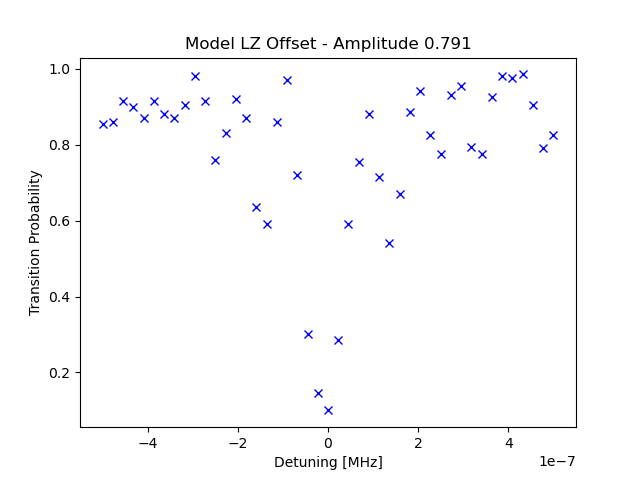 Model LZ Offset - Amplitude 0.791
Transition Probability
1.0
0.8
0.6
0.4
0.2
−4
−2
0
2
4
1e−7
Detuning [MHz]